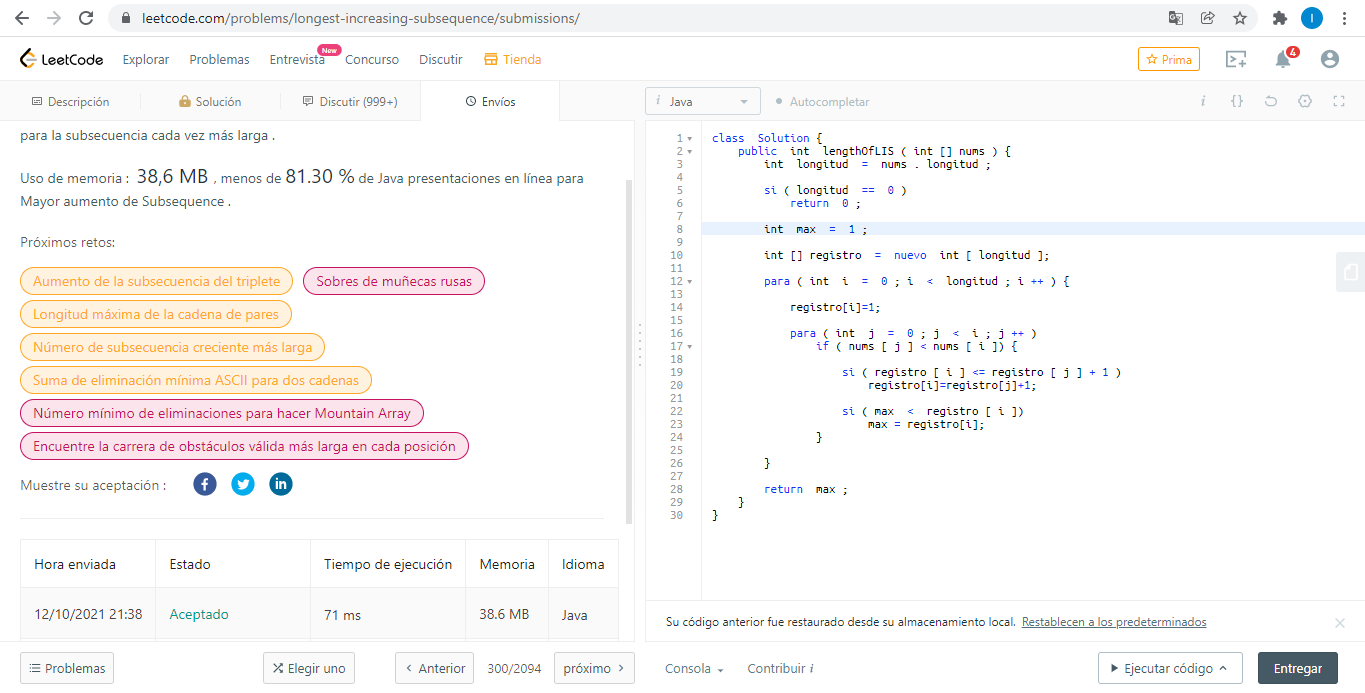 leetcode.com/problems/longest-increasing-subsequence/submissions/
I
LeetCode
Explorar
Problemas
Entrevista
New
Concurso
Discutir
Tienda
Prima
4
Descripción
Solución
Discutir (999+)
Envíos
para la subsecuencia cada vez más larga .
Uso de memoria : 38,6 MB , menos de 81.30 % de Java presentaciones en línea para
Mayor aumento de Subsequence .
Próximos retos:
Aumento de la subsecuencia del triplete
Sobres de muñecas rusas
Longitud máxima de la cadena de pares
Número de subsecuencia creciente más larga
Suma de eliminación mínima ASCII para dos cadenas
Número mínimo de eliminaciones para hacer Mountain Array
Encuentre la carrera de obstáculos válida más larga en cada posición
Muestre su aceptación :
Hora enviada Estado Tiempo de ejecución Memoria Idioma
12/10/2021 21:38 Aceptado 71 ms 38.6 MB Java
Problemas
Elegir uno
Anterior
300/2094
próximo
i Java
Autocompletar
i {}
1 class Solution {
2 public int lengthOfLIS ( int [] nums ) {
3 int longitud = nums . longitud ;
4
5 si ( longitud == 0 )
6 return 0 ;
7
8 int max = 1 ;
9
10 int [] registro = nuevo int [ longitud ];
11
12 para ( int i = 0 ; i < longitud ; i ++ ) {
13
14 registro[i]=1;
15
16 para ( int j = 0 ; j < i ; j ++ )
17 if ( nums [ j ] < nums [ i ]) {
18
19 si ( registro [ i ] <= registro [ j ] + 1 )
20 registro[i]=registro[j]+1;
21
22 si ( max < registro [ i ])
23 max = registro[i];
24 }
25
26 }
27
28 return max ;
29 }
30 }
Su código anterior fue restaurado desde su almacenamiento local. Restablecen a los predeterminados
Consola
Contribuir i
Ejecutar código
Entregar